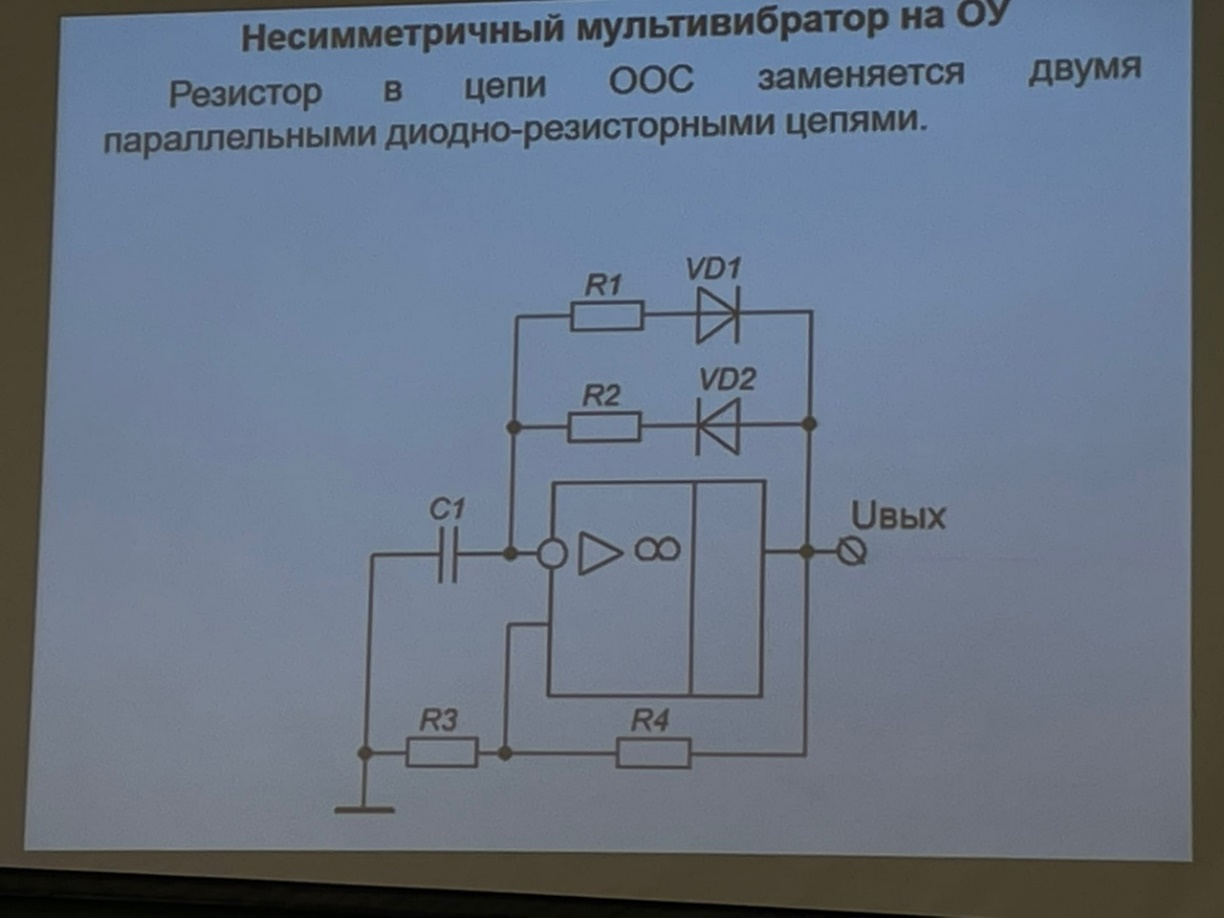 Несимметричный мультивибратор на ОУ
Резистор в цепи ООС заменяется двумя
параллельными диодно-резисторными цепями.
VD1
R1
VD2
R2
C1
Uвых
▷ ∞
R3
R4